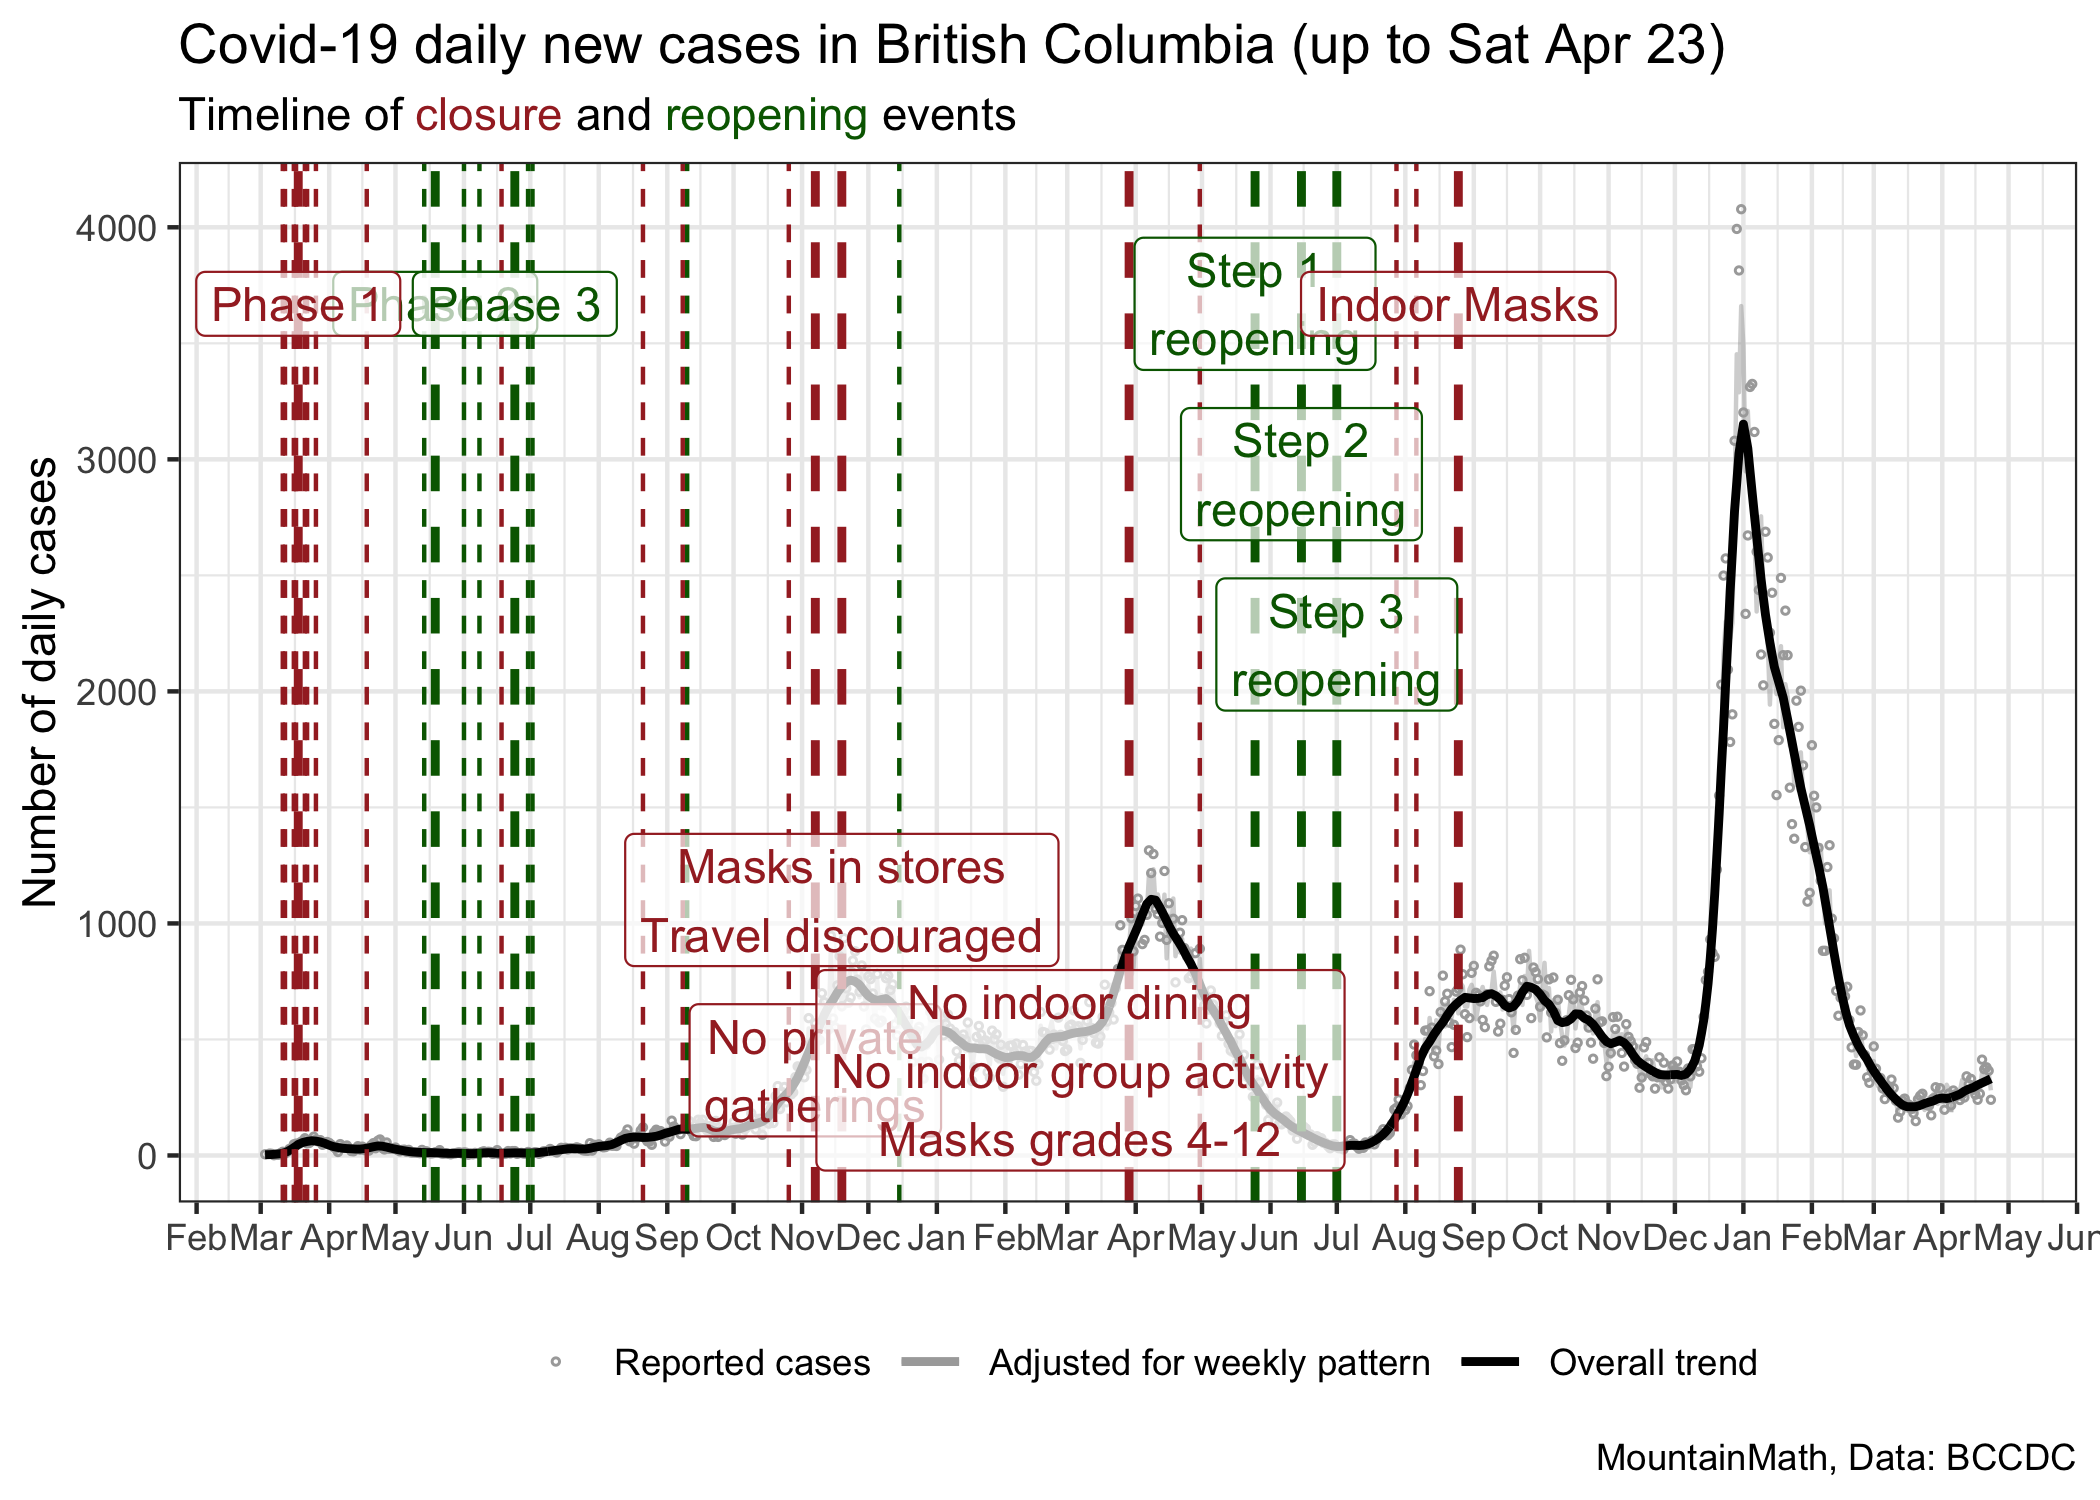 Covid-19 daily new cases in British Columbia (up to Sat Apr 23)
Timeline of closure and reopening events
Number of daily cases
4000
3000
2000
1000
0
Phase 1
Phase 2
Phase 3
Step 1
reopening
Indoor Masks
Step 2
reopening
Step 3
reopening
Masks in stores
Travel discouraged
No private
gatherings
No indoor dining
No indoor group activity
Masks grades 4-12
Feb Mar Apr May Jun Jul Aug Sep Oct Nov Dec Jan Feb Mar Apr May Jun Jul Aug Sep Oct Nov Dec Jan Feb Mar Apr May Jun
Reported cases Adjusted for weekly pattern Overall trend
MountainMath, Data: BCCDC